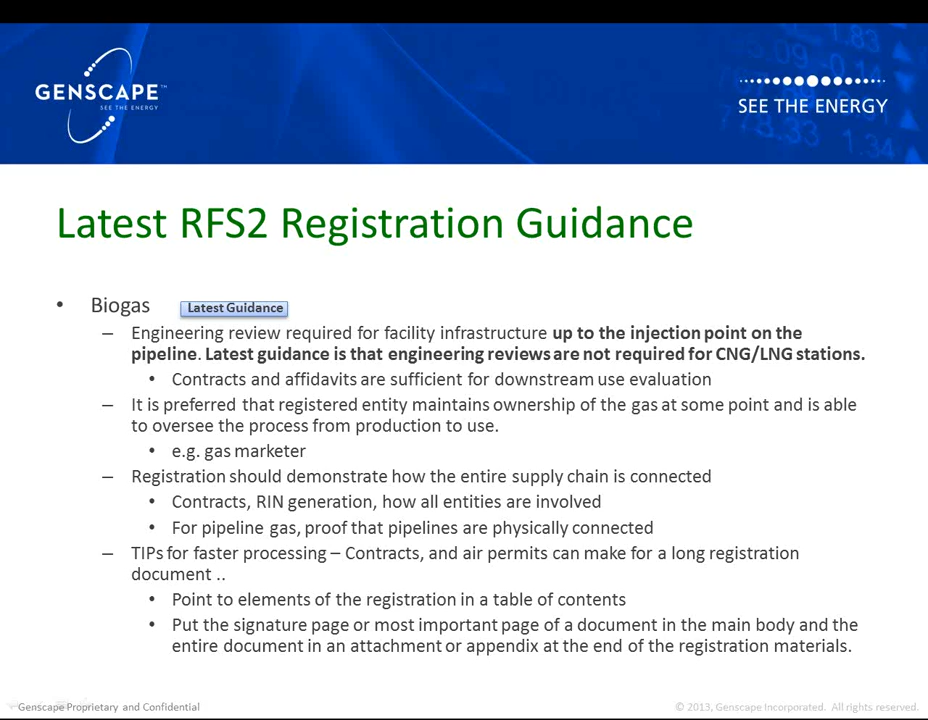 GENSCAPE™
SEE THE ENERGY
SEE THE ENERGY
Latest RFS2 Registration Guidance
• Biogas Latest Guidance
– Engineering review required for facility infrastructure up to the injection point on the
pipeline. Latest guidance is that engineering reviews are not required for CNG/LNG stations.
• Contracts and affidavits are sufficient for downstream use evaluation
– It is preferred that registered entity maintains ownership of the gas at some point and is able
to oversee the process from production to use.
• e.g. gas marketer
– Registration should demonstrate how the entire supply chain is connected
• Contracts, RIN generation, how all entities are involved
• For pipeline gas, proof that pipelines are physically connected
– TIPs for faster processing – Contracts, and air permits can make for a long registration
document ..
• Point to elements of the registration in a table of contents
• Put the signature page or most important page of a document in the main body and the
entire document in an attachment or appendix at the end of the registration materials.
Genscape Proprietary and Confidential
© 2013, Genscape Incorporated. All rights reserved.